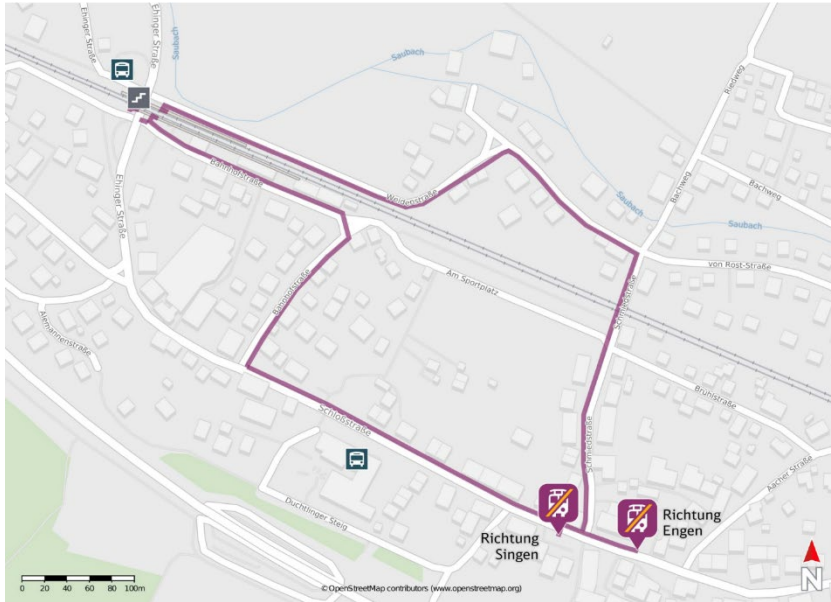 Ehinger Straße
Ehinger Straße
Saubach
Saubach
Riedweg
Bahnhofstraße
Weidenstraße
Bachweg
Bachweg
Ehinger Straße
Saubach
Saubach
von Rost-Straße
Am Sportplatz
Bahnhofstraße
Schmiedstraße
Alemannenstraße
Brühlstraße
Schloßstraße
Schmiedstraße
Aacher Straße
Duchtlinger Steig
Richtung
Singen
Richtung
Engen
N
0 20 40 60 80 100m
© OpenStreetMap contributors (www.openstreetmap.org)